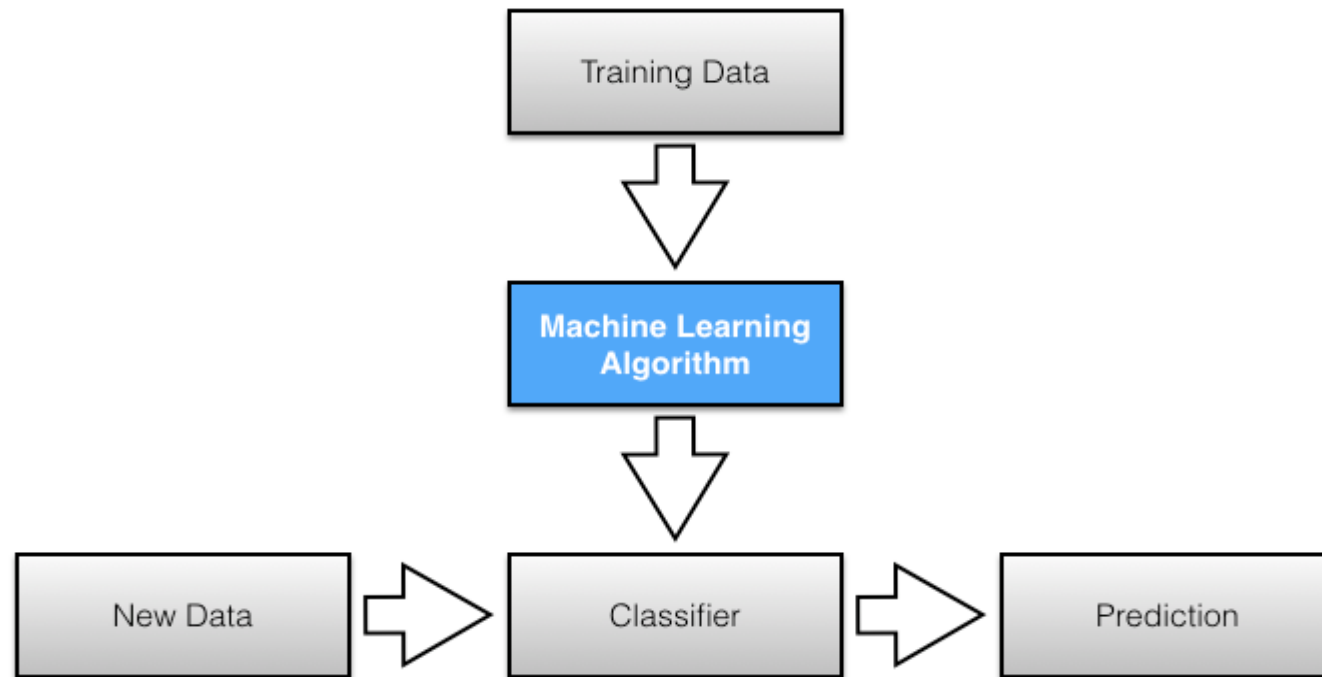 Training Data
Machine Learning
Algorithm
New Data
Classifier
Prediction